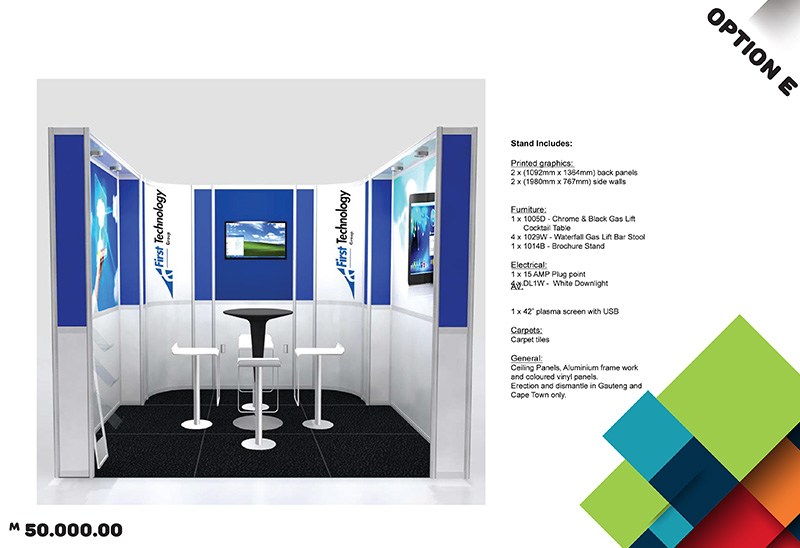 OPTION E
First Technology
Group
First Technology
Group
Stand Includes:
Printed graphics:
2 x (1092mm x 1364mm) back panels
2 x (1980mm x 767mm) side walls
Furniture:
1 x 1005D - Chrome & Black Gas Lift
Cocktail Table
4 x 1029W - Waterfall Gas Lift Bar Stool
1 x 1014B - Brochure Stand
Electrical:
1 x 15 AMP Plug point
4 x DL1W - White Downlight
AV:
1 x 42" plasma screen with USB
Carpets:
Carpet tiles
General:
Ceiling Panels, Aluminium frame work
and coloured vinyl panels.
Erection and dismantle in Gauteng and
Cape Town only.
M 50.000.00